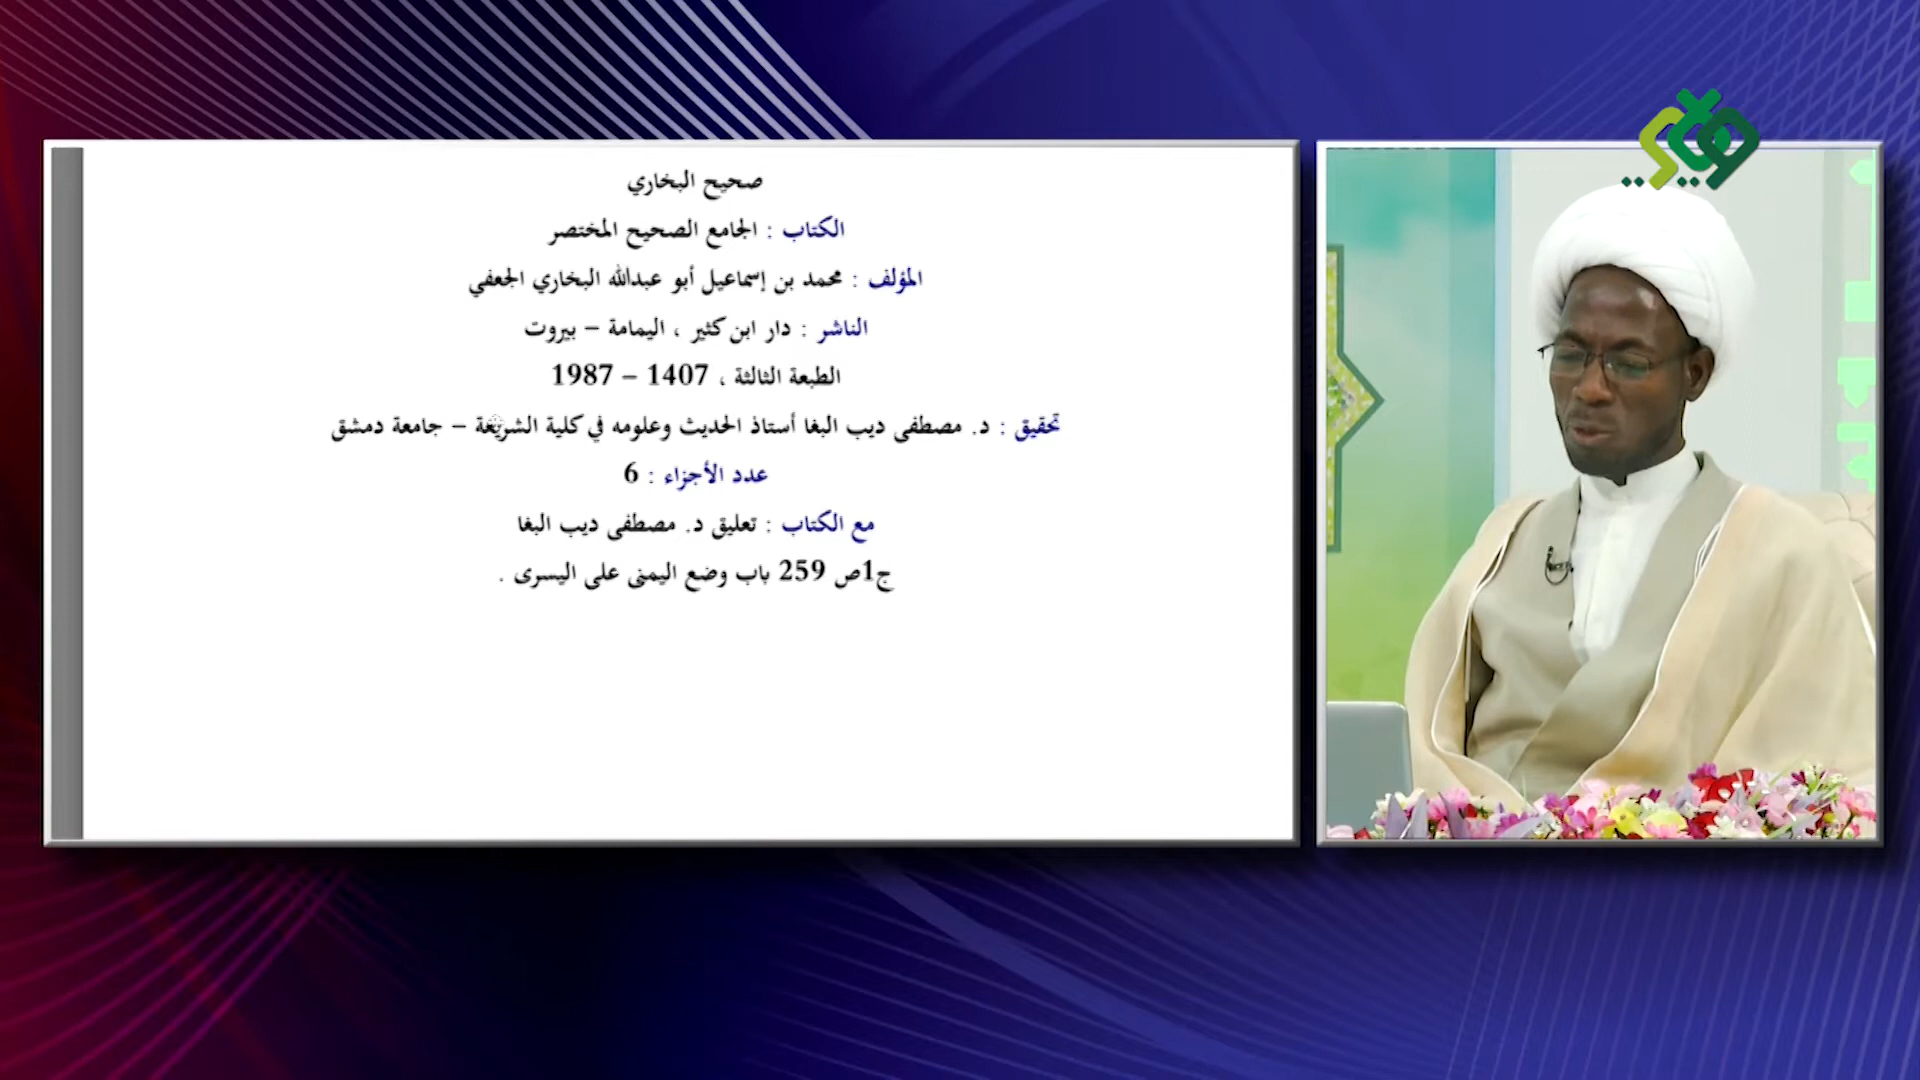 صحيح البخاري
الكتاب : الجامع الصحيح المختصر
المؤلف : محمد بن إسماعيل أبو عبدالله البخاري الجعفي
الناشر : دار ابن كثير ، اليمامة – بيروت
الطبعة الثالثة ، 1407 – 1987
تحقيق : د. مصطفى ديب البغا أستاذ الحديث وعلومه في كلية الشريعة – جامعة دمشق
عدد الأجزاء : 6
مع الكتاب : تعليق د. مصطفى ديب البغا
ج1ص 259 باب وضع اليمنى على اليسرى .